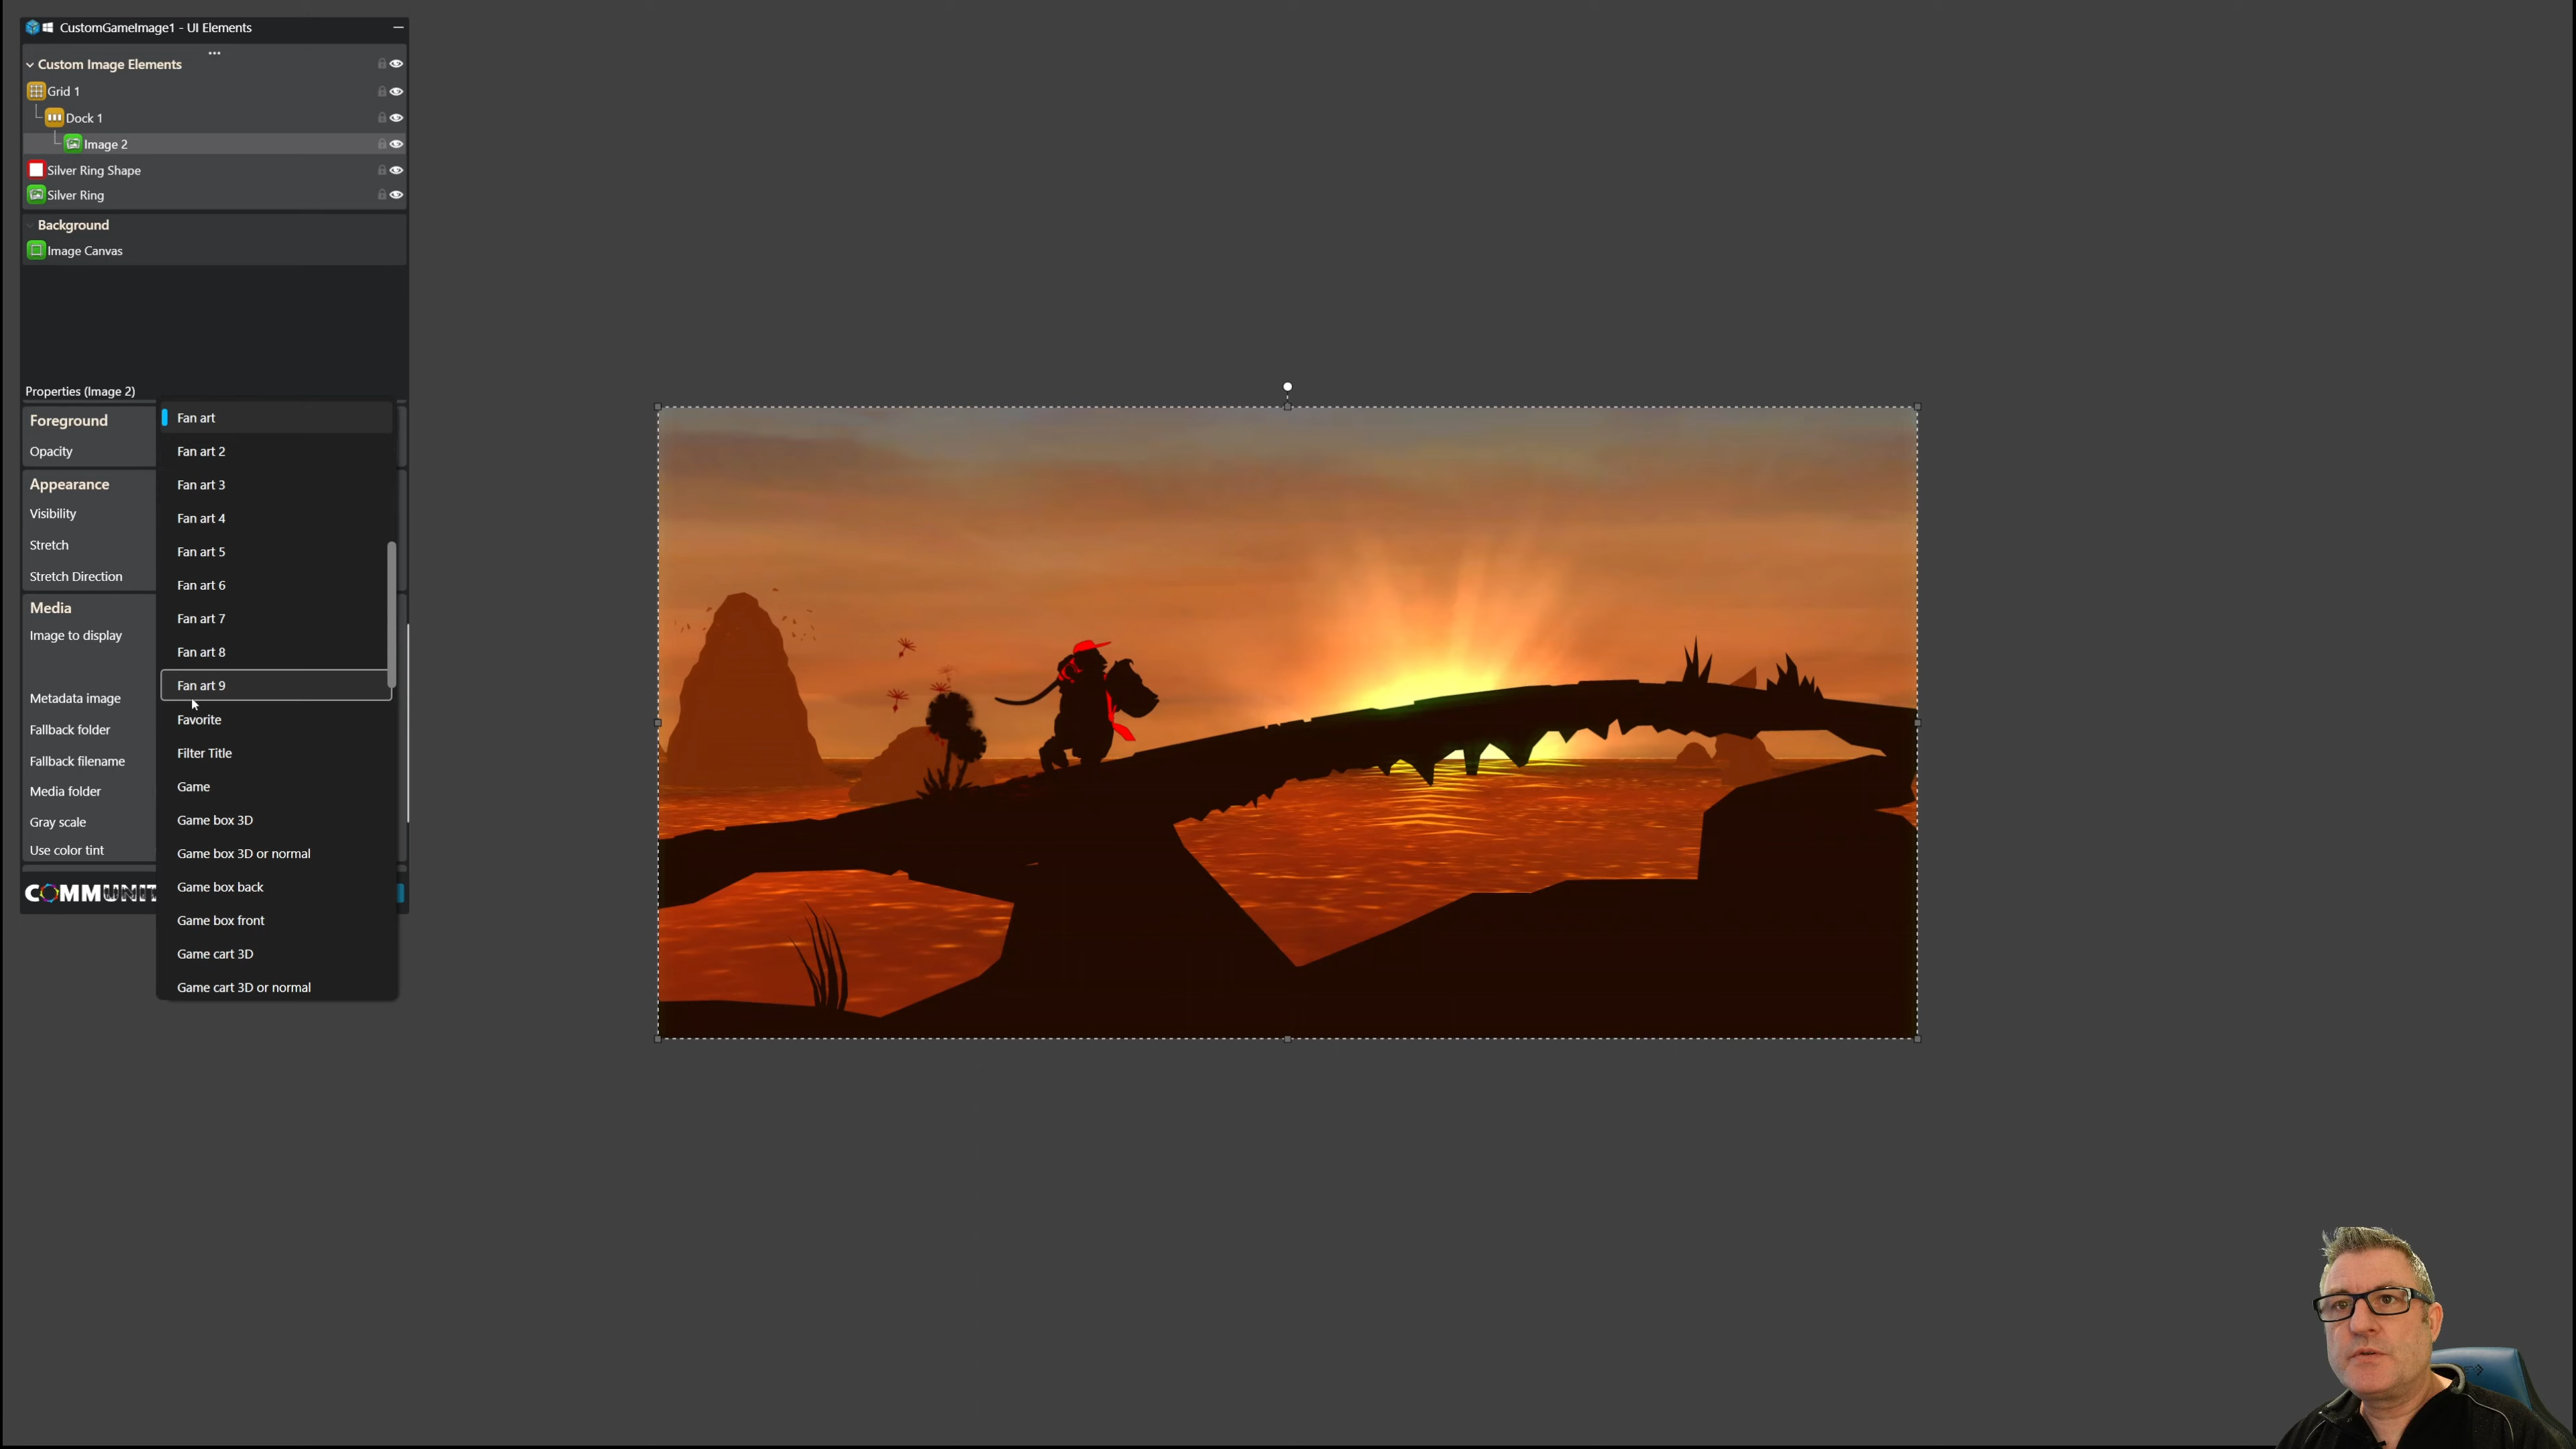 CustomGameImage1 - UI Elements
Custom Image Elements
Grid 1
Dock 1
Image 2
Silver Ring Shape
Silver Ring
Background
Image Canvas
Properties (Image 2)
Foreground
Opacity
Appearance
Visibility
Stretch
Stretch Direction
Media
Image to display
Metadata image
Fallback folder
Fallback filename
Media folder
Gray scale
Use color tint
COMMUNIT
Fan art
Fan art 2
Fan art 3
Fan art 4
Fan art 5
Fan art 6
Fan art 7
Fan art 8
Fan art 9
Favorite
Filter Title
Game
Game box 3D
Game box 3D or normal
Game box back
Game box front
Game cart 3D
Game cart 3D or normal